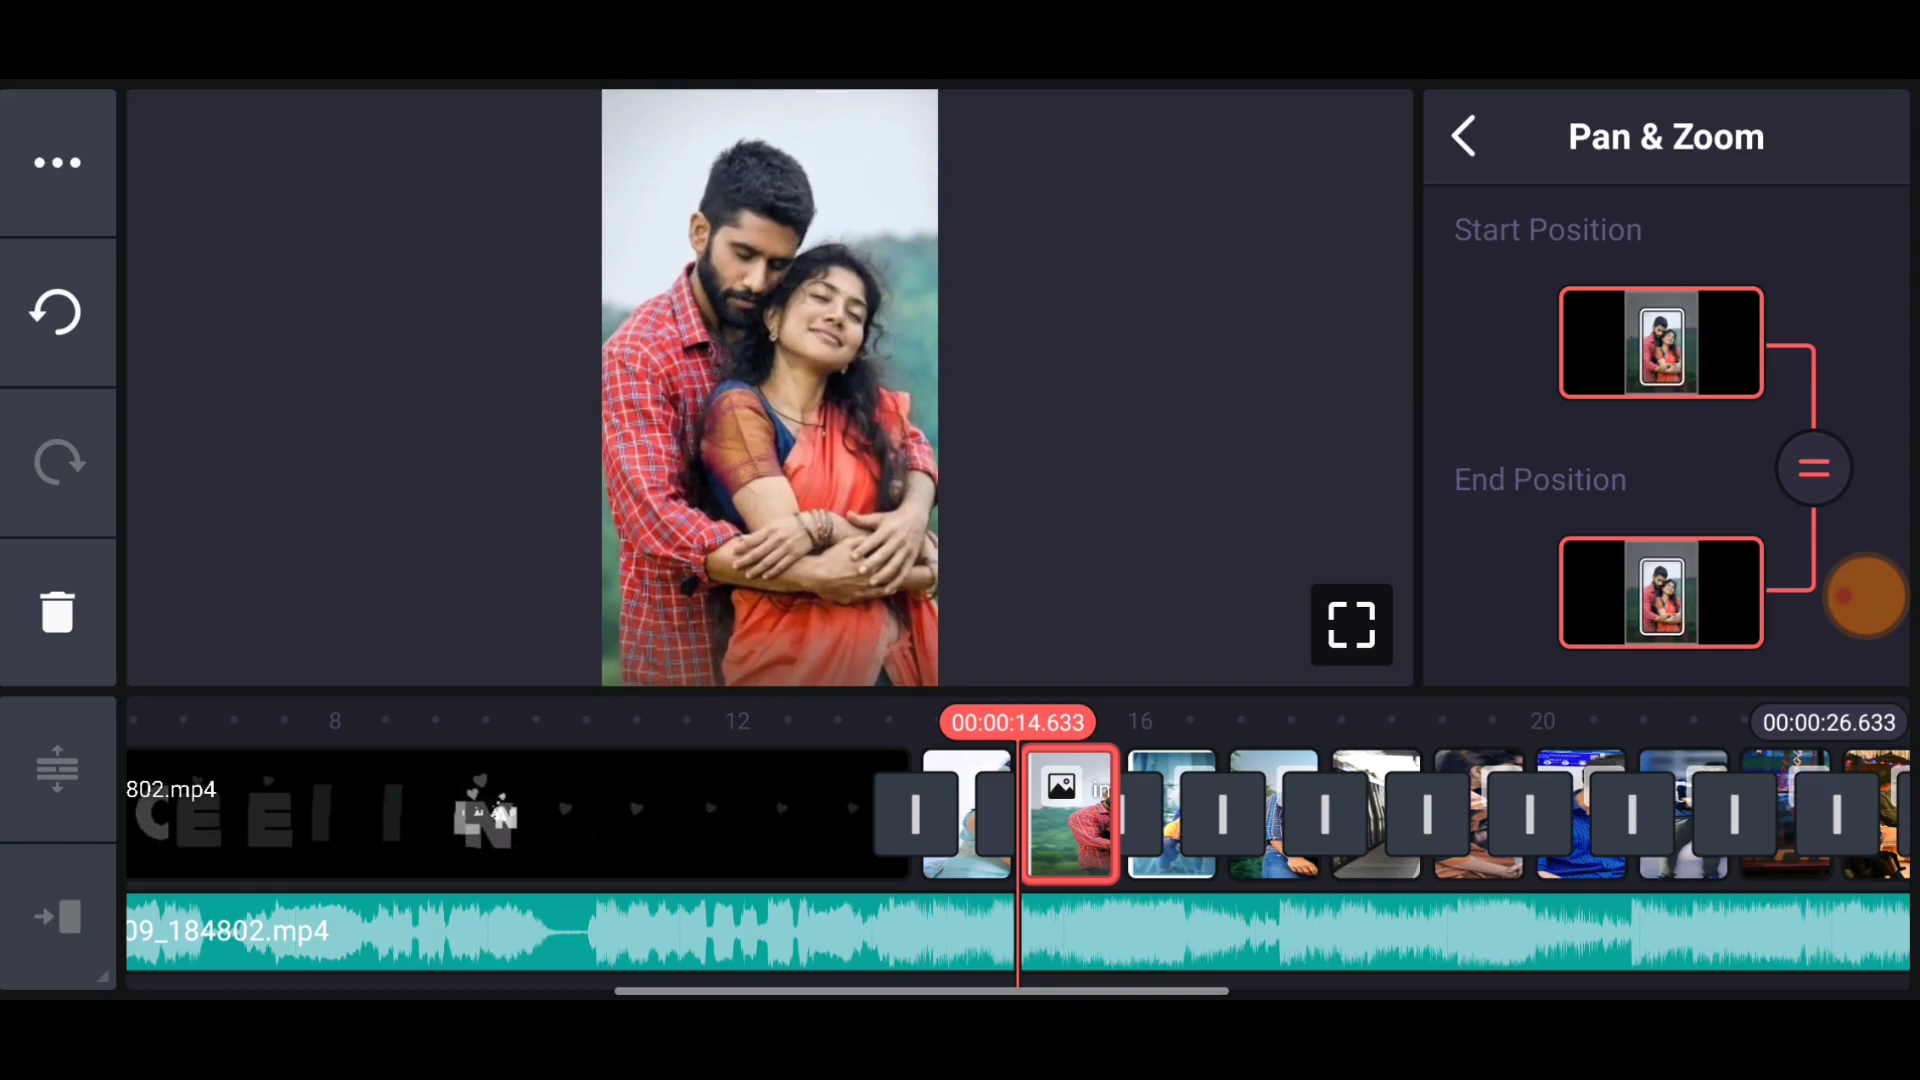 Pan & Zoom
Start Position
End Position
8
12
00:00:14.633
16
20
00:00:26.633
802.mp4
09_184802.mp4